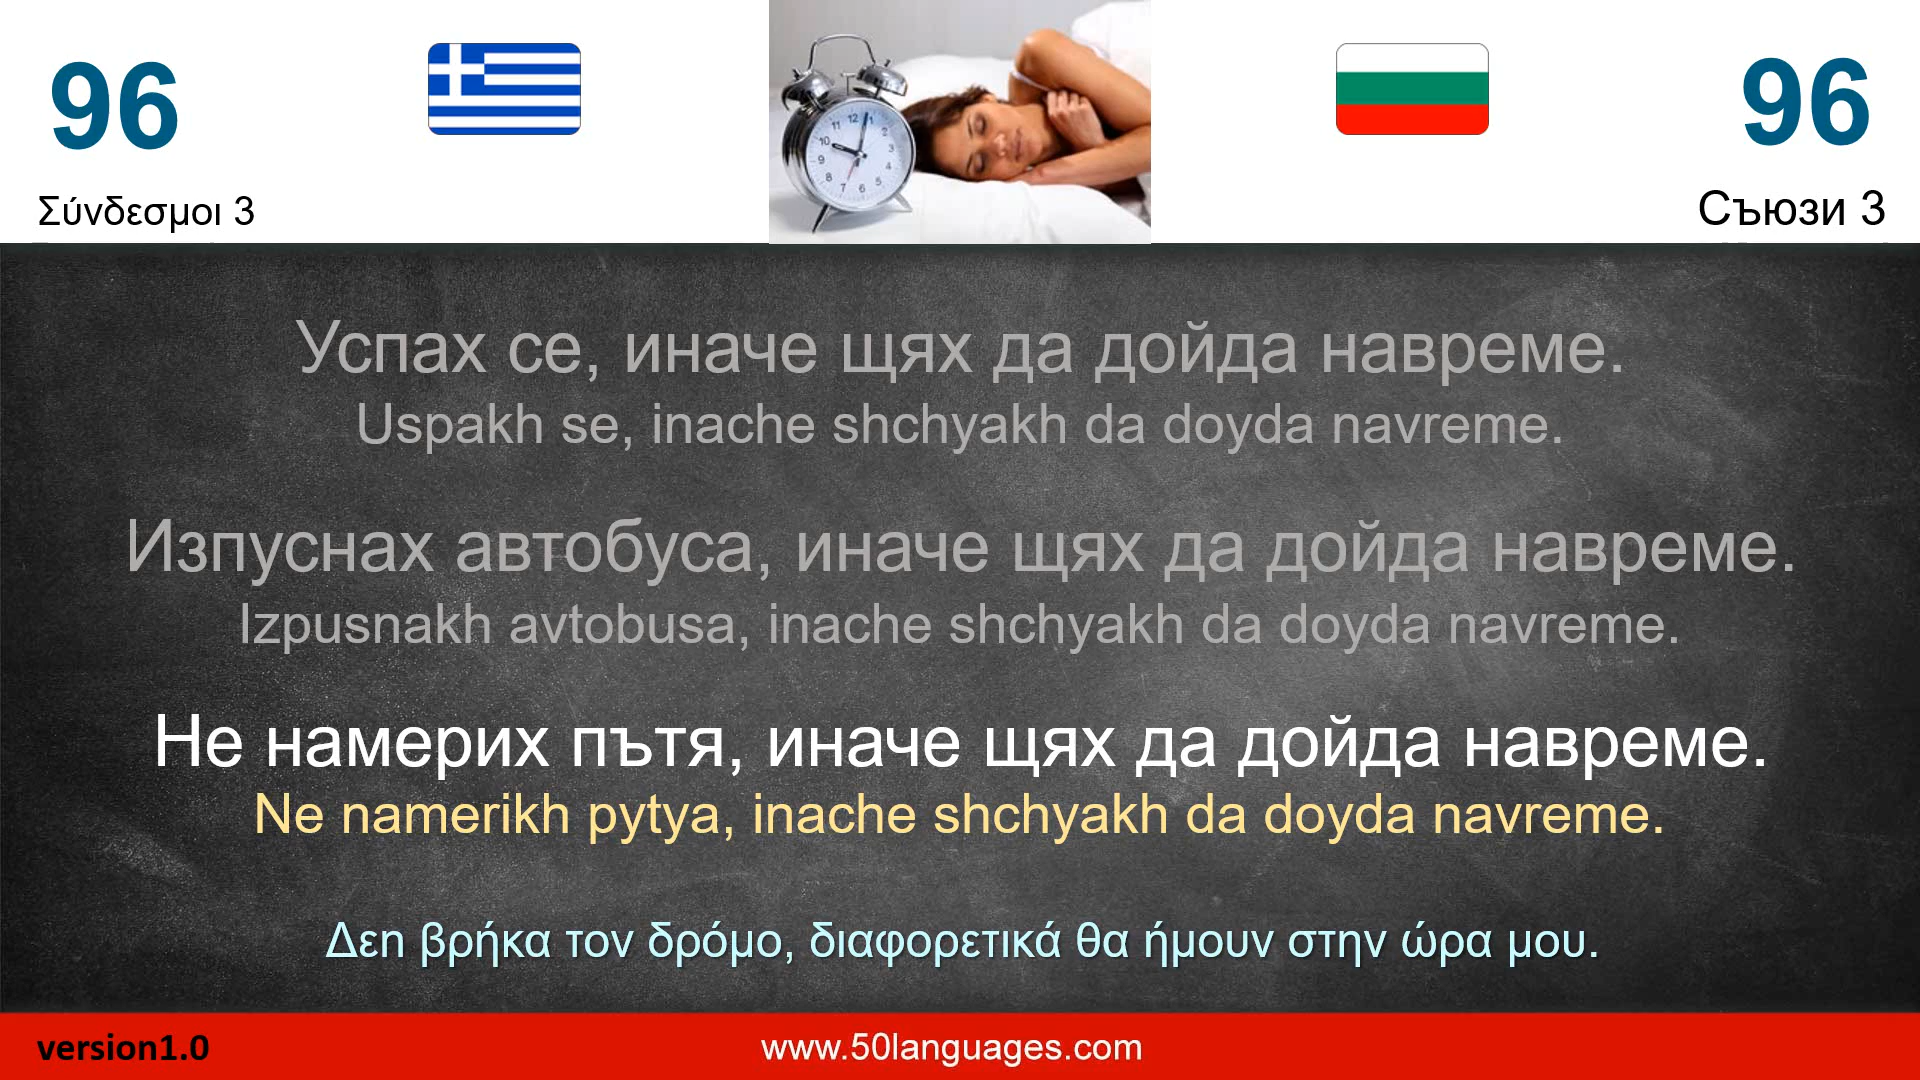 96
96
Σύνδεσμοι 3
Съюзи 3
Успах се, иначе щях да дойда навреме.
Uspakh se, inache shchyakh da doyda navreme.
Изпуснах автобуса, иначе щях да дойда навреме.
Izpusnakh avtobusa, inache shchyakh da doyda navreme.
Не намерих пътя, иначе щях да дойда навреме.
Ne namerikh pytya, inache shchyakh da doyda navreme.
Δεn βρήκα τον δρόμο, διαφορετικά θα ήμουν στην ώρα μου.
version1.0
www.50languages.com